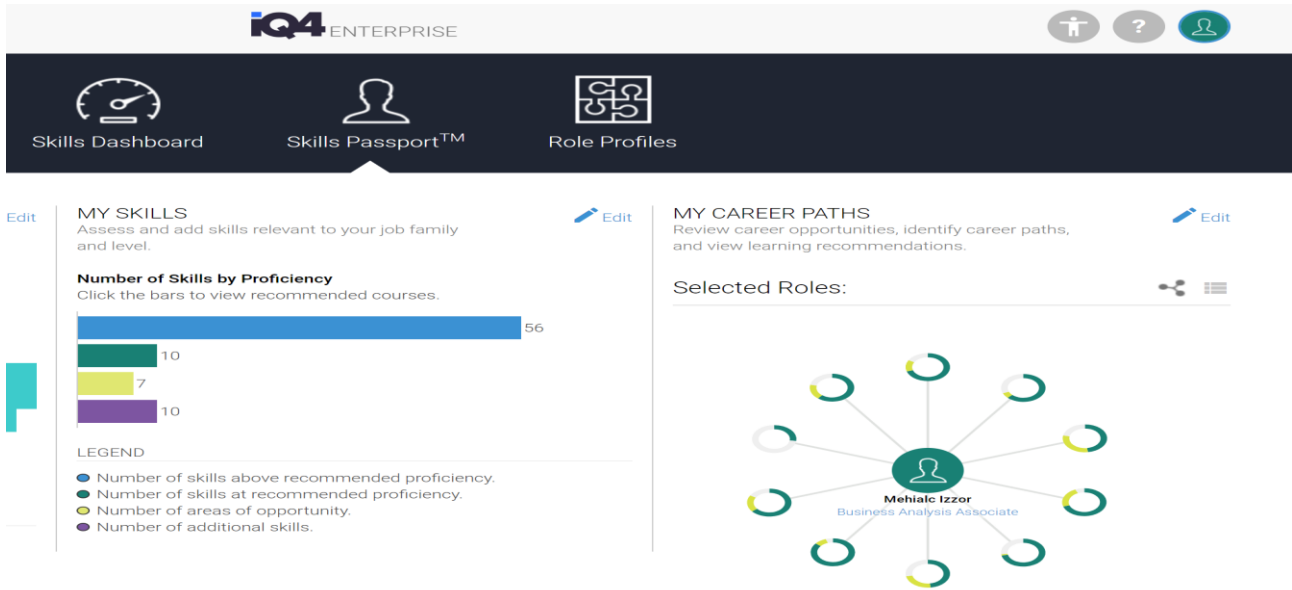 iQ4 ENTERPRISE
?
Skills Dashboard
Skills Passport™
Role Profiles
Edit
MY SKILLS
Edit
Assess and add skills relevant to your job family
and level.
Number of Skills by Proficiency
Click the bars to view recommended courses.
56
10
7
10
LEGEND
Number of skills above recommended proficiency.
Number of skills at recommended proficiency.
Number of areas of opportunity.
Number of additional skills.
MY CAREER PATHS
Edit
Review career opportunities, identify career paths,
and view learning recommendations.
Selected Roles:
Mehialc Izzor
Business Analysis Associate